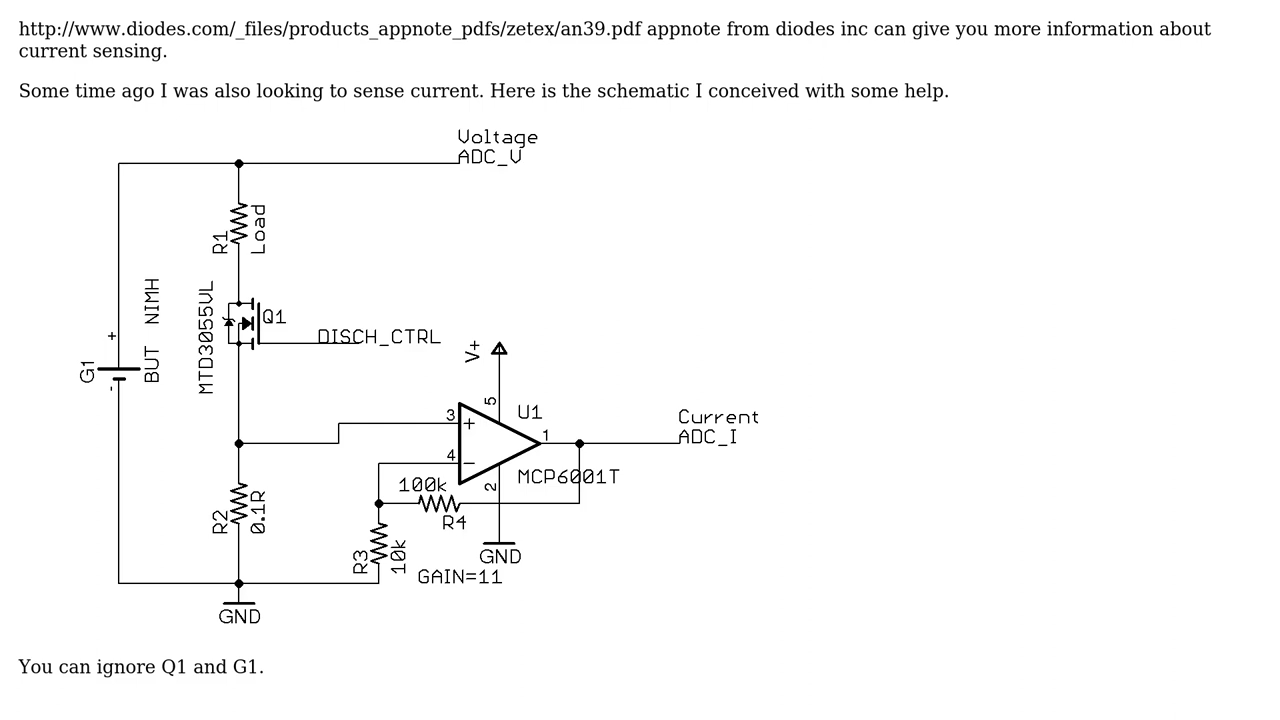 http://www.diodes.com/_files/products_appnote_pdfs/zetex/an39.pdf appnote from diodes inc can give you more information about
current sensing.
Some time ago I was also looking to sense current. Here is the schematic I conceived with some help.
Voltage
ADC_V
R1
Load
BUT NIMH
MTD3055VL
Q1
DISCH_CTRL
+
G1
-
V+
5
3
+
U1
1
Current
ADC_I
4
-
MCP6001T
2
100k
R4
R2
0.1R
R3
10k
GND
GAIN=11
GND
You can ignore Q1 and G1.